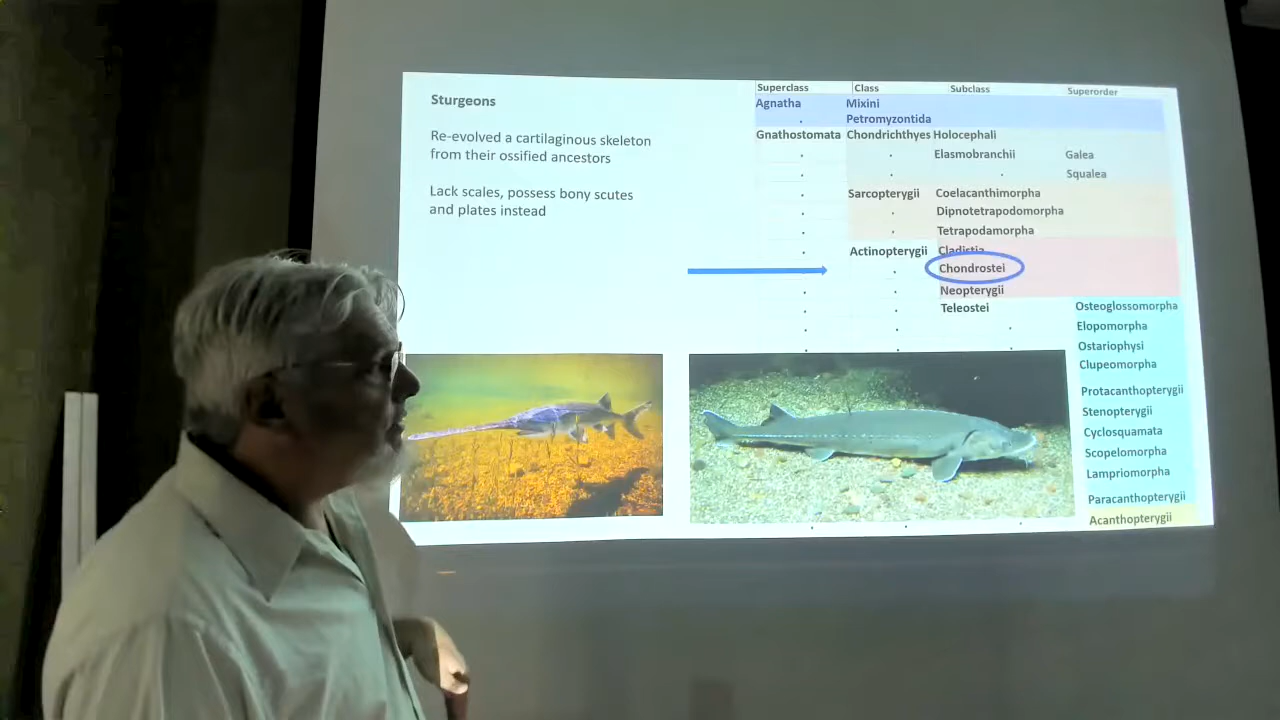 Sturgeons
Re-evolved a cartilaginous skeleton
from their ossified ancestors
Lack scales, possess bony scutes
and plates instead
Superclass Class Subclass Superorder
Agnatha Mixini
Petromyzontida
Gnathostomata Chondrichthyes Holocephali
Elasmobranchii Galea
Squalea
Sarcopterygii Coelacanthimorpha
Dipnotetrapodomorpha
Tetrapodamorpha
Actinopterygii Cladistia
Chondrostei
Neopterygii
Teleostei Osteoglossomorpha
Elopomorpha
Ostariophysi
Clupeomorpha
Protacanthopterygii
Stenopterygii
Cyclosquamata
Scopelomorpha
Lampriomorpha
Paracanthopterygii
Acanthopterygii